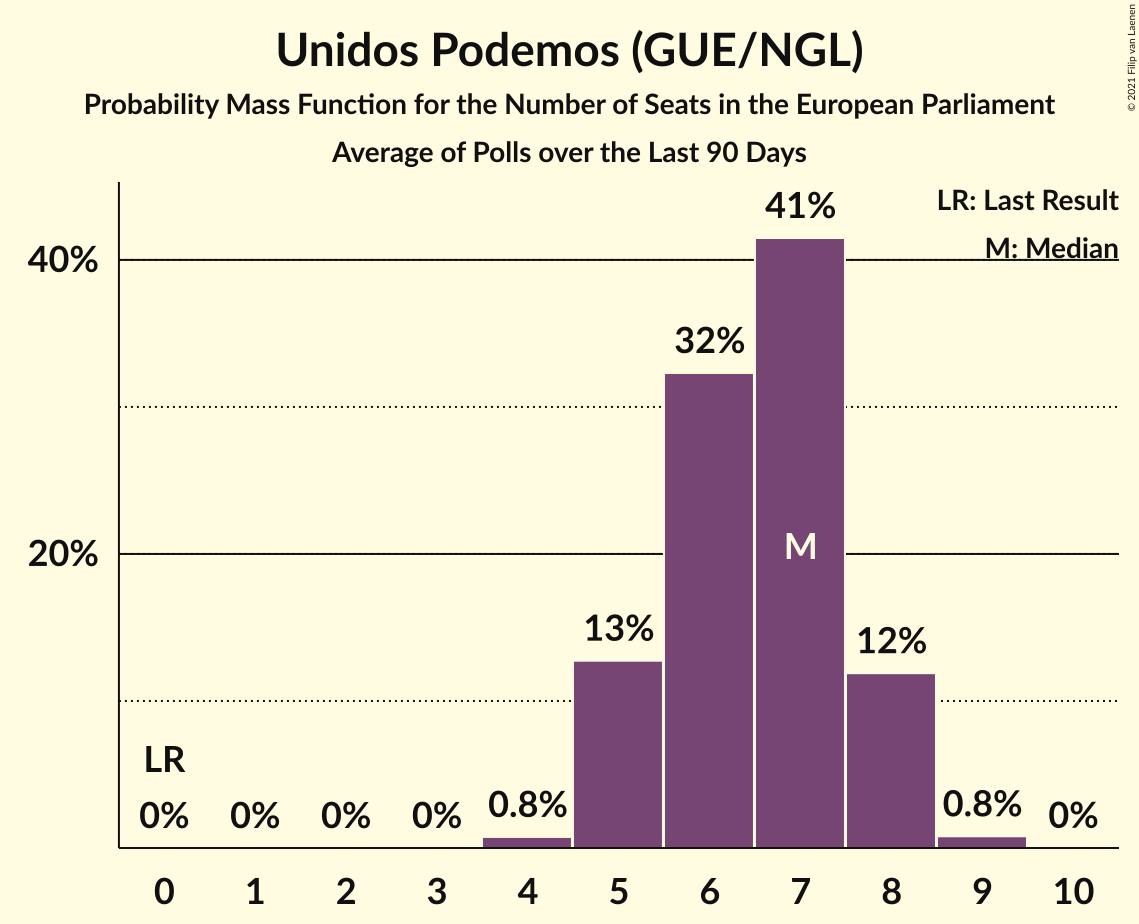 Unidos Podemos (GUE/NGL)
Probability Mass Function for the Number of Seats in the European Parliament
Average of Polls over the Last 90 Days
© 2021 Filip van Laenen
LR: Last Result
M: Median
40%
20%
LR
0%
0%
0%
0%
0.8%
13%
32%
41%
M
12%
0.8%
0%
0 1 2 3 4 5 6 7 8 9 10